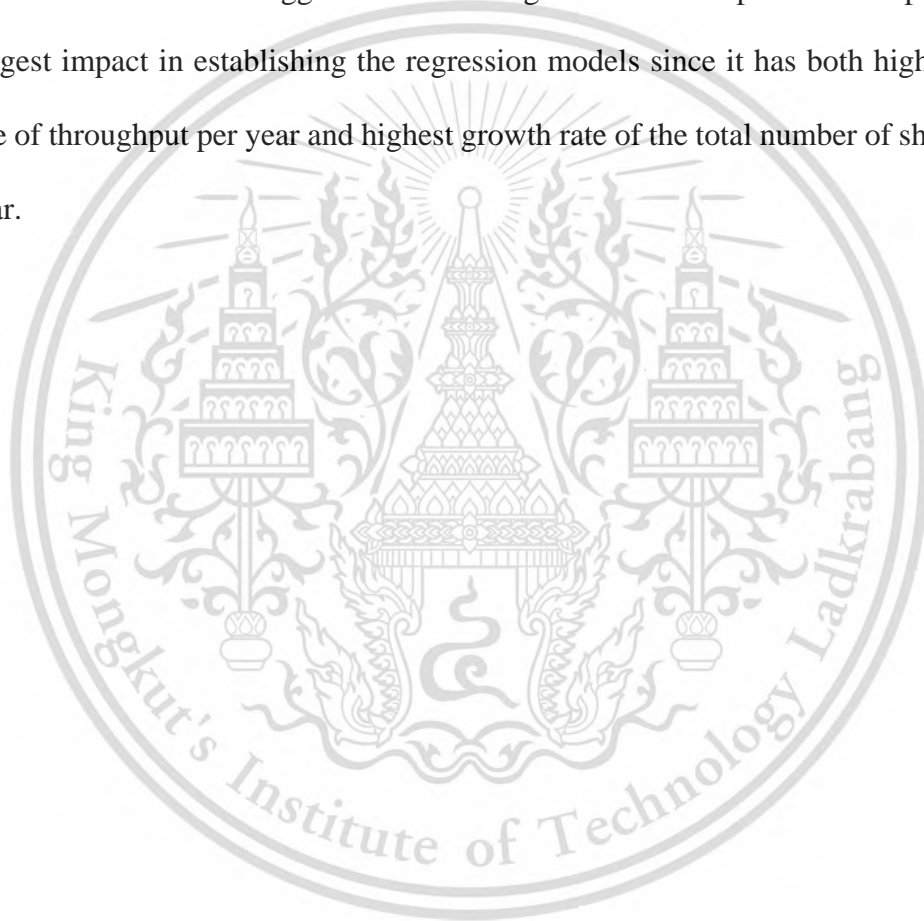 gest impact in establishing the regression models since it has both high
e of throughput per year and highest growth rate of the total number of sh
ar.
King Mongkut's Institute of Technology Ladkrabang